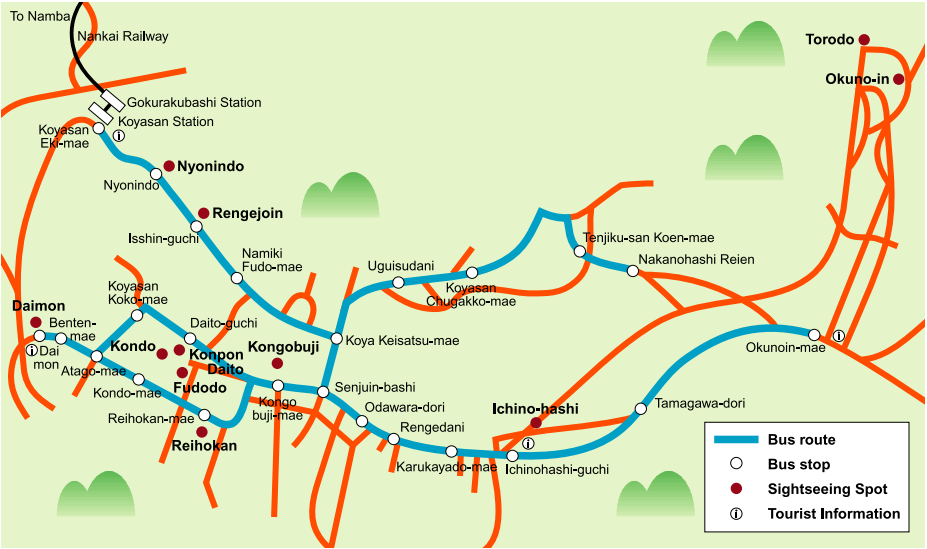 To Namba
Nankai Railway
Torodo
Okuno-in
Gokurakubashi Station
Koyasan Station
Koyasan
Eki-mae
Nyonindo
Nyonindo
Rengejoin
Isshin-guchi
Namiki
Fudo-mae
Tenjiku-san Koen-mae
Nakanohashi Reien
Uguisudani
Koyasan
Chugakko-mae
Koyasan
Koko-mae
Daimon
Benten-
mae
Dai
mon
Atago-mae
Daito-guchi
Kondo
Konpon
Daito
Fudodo
Kongobuji
Koya Keisatsu-mae
Okunoin-mae
Kondo-mae
Reihokan-mae
Reihokan
Kongo
buji-mae
Senjuin-bashi
Odawara-dori
Rengedani
Karukayado-mae
Ichino-hashi
Ichinohashi-guchi
Tamagawa-dori
Bus route
Bus stop
Sightseeing Spot
Tourist Information